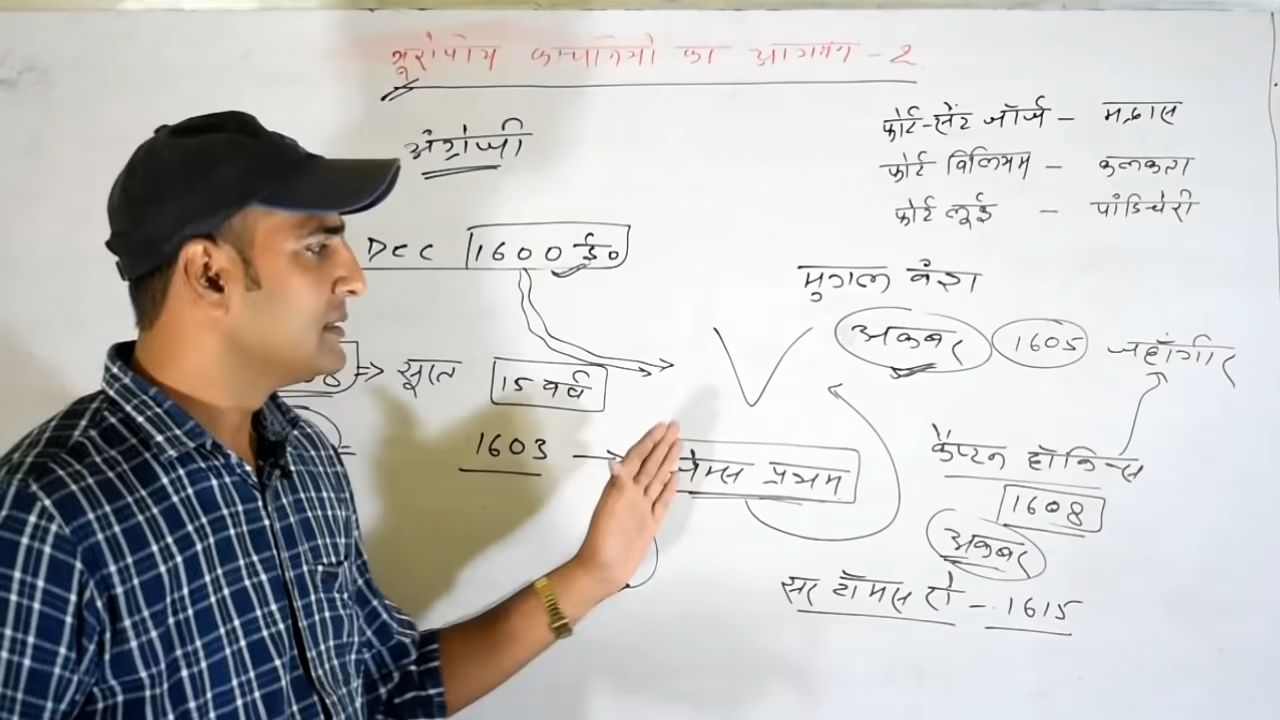 यूरोपीय कम्पनियों का आगमन - 2
अंग्रेजी
फोर्ट-सेंट जॉर्ज - मद्रास
फोर्ट विलियम - कलकत्ता
फोर्ट लूई - पांडिचेरी
DEC 1600 ई०
मुगल वंश
अकबर 1605 जहाँगीर
=> सूरत 15 वर्ष
1603 → जेम्स प्रथम
कैप्टन हॉकिन्स
1608
अकबर
सर टॉमस रो - 1615